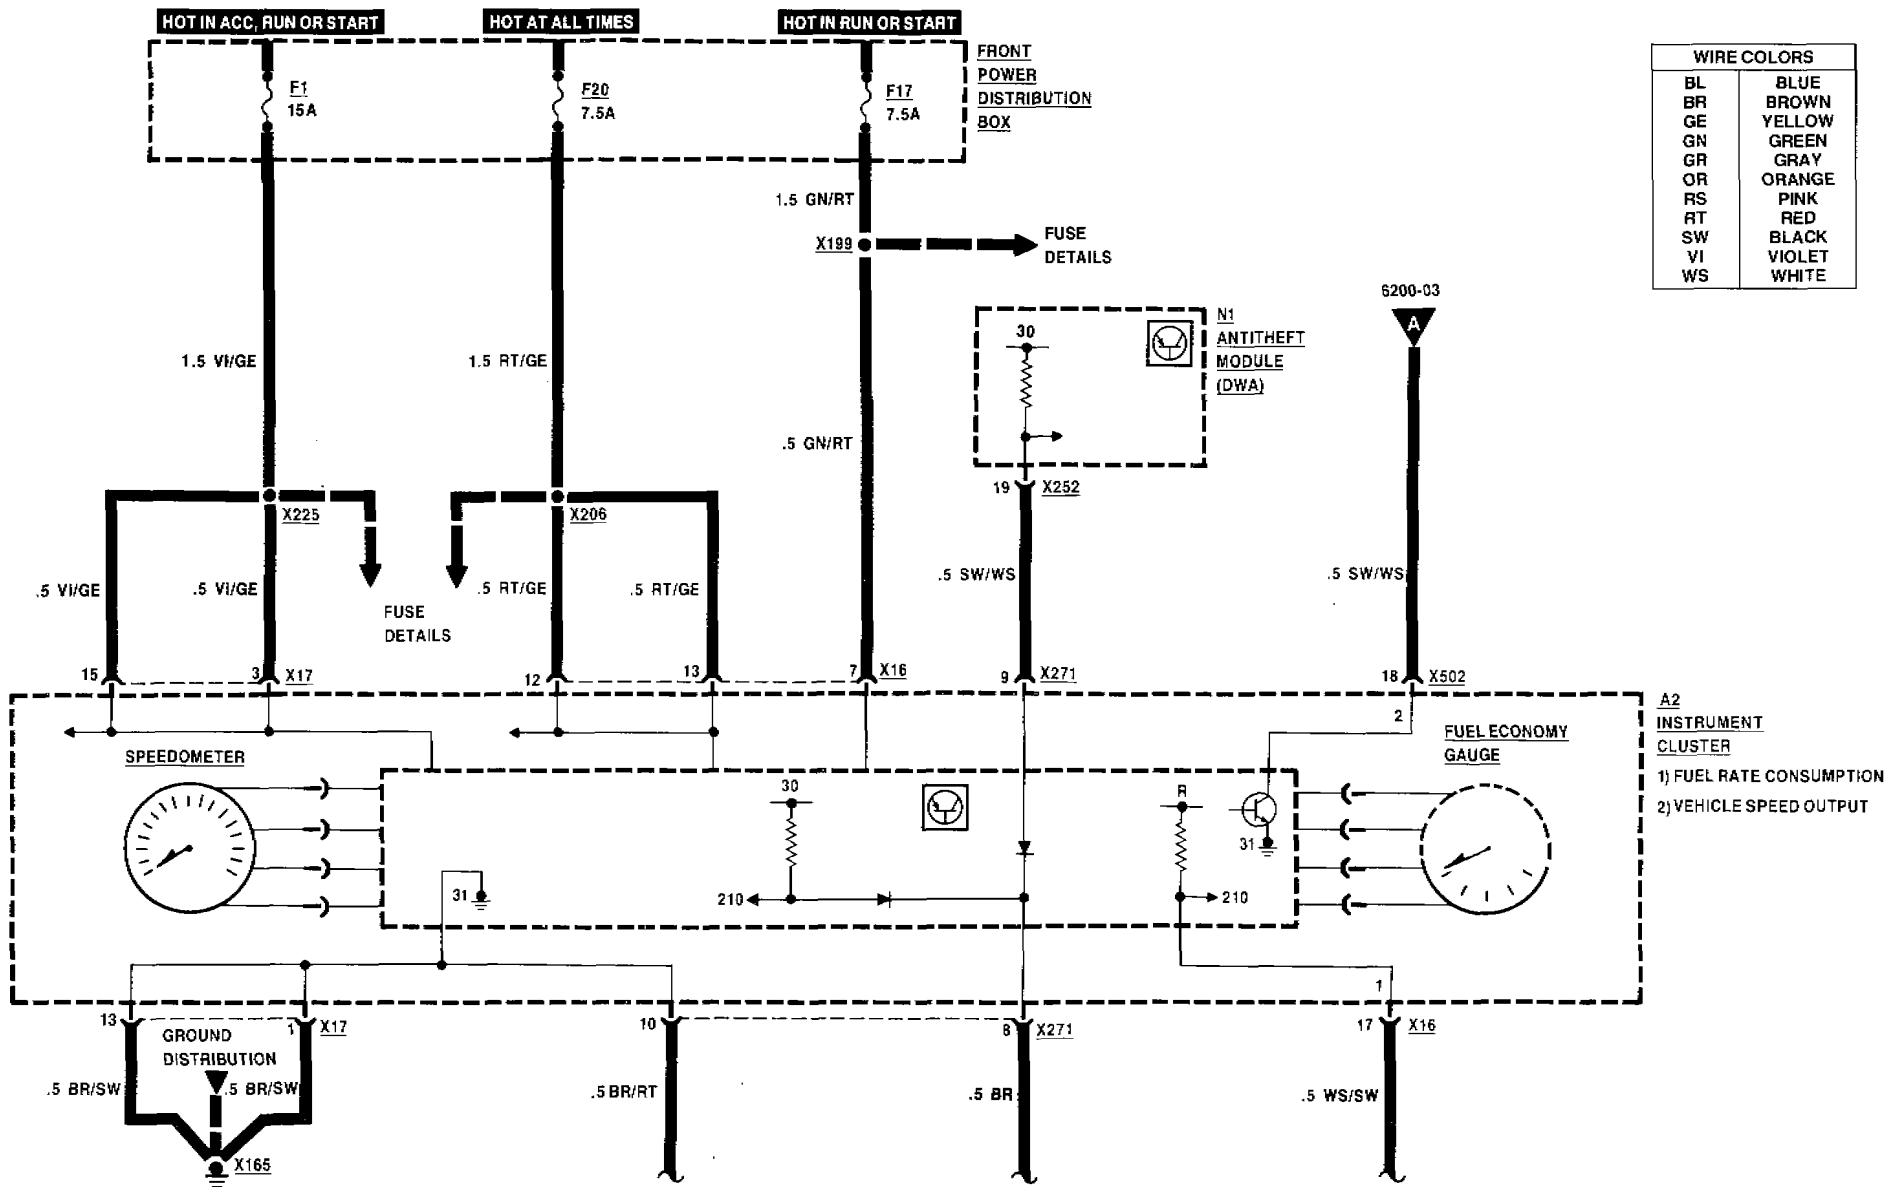 HOT IN ACC, RUN OR START
HOT AT ALL TIMES
HOT IN RUN OR START
FRONT
POWER
DISTRIBUTION
BOX
F1
15A
F20
7.5A
F17
7.5A
WIRE COLORS
BL BLUE
BR BROWN
GE YELLOW
GN GREEN
GR GRAY
OR ORANGE
RS PINK
RT RED
SW BLACK
VI VIOLET
WS WHITE
1.5 GN/RT
X199
FUSE
DETAILS
6200-03
A
N1
ANTITHEFT
MODULE
(DWA)
30
1.5 VI/GE
1.5 RT/GE
.5 GN/RT
19 X252
X225
X206
.5 VI/GE
.5 VI/GE
.5 RT/GE
.5 RT/GE
.5 SW/WS
.5 SW/WS
FUSE
DETAILS
15
3 X17
12
13
7 X16
9 X271
18 X502
2
A2
INSTRUMENT
CLUSTER
1) FUEL RATE CONSUMPTION
2) VEHICLE SPEED OUTPUT
SPEEDOMETER
FUEL ECONOMY
GAUGE
30
R
31
31
210
210
1
13
1 X17
10
8 X271
17 X16
GROUND
DISTRIBUTION
.5 BR/SW
.5 BR/SW
.5 BR/RT
.5 BR
.5 WS/SW
X165